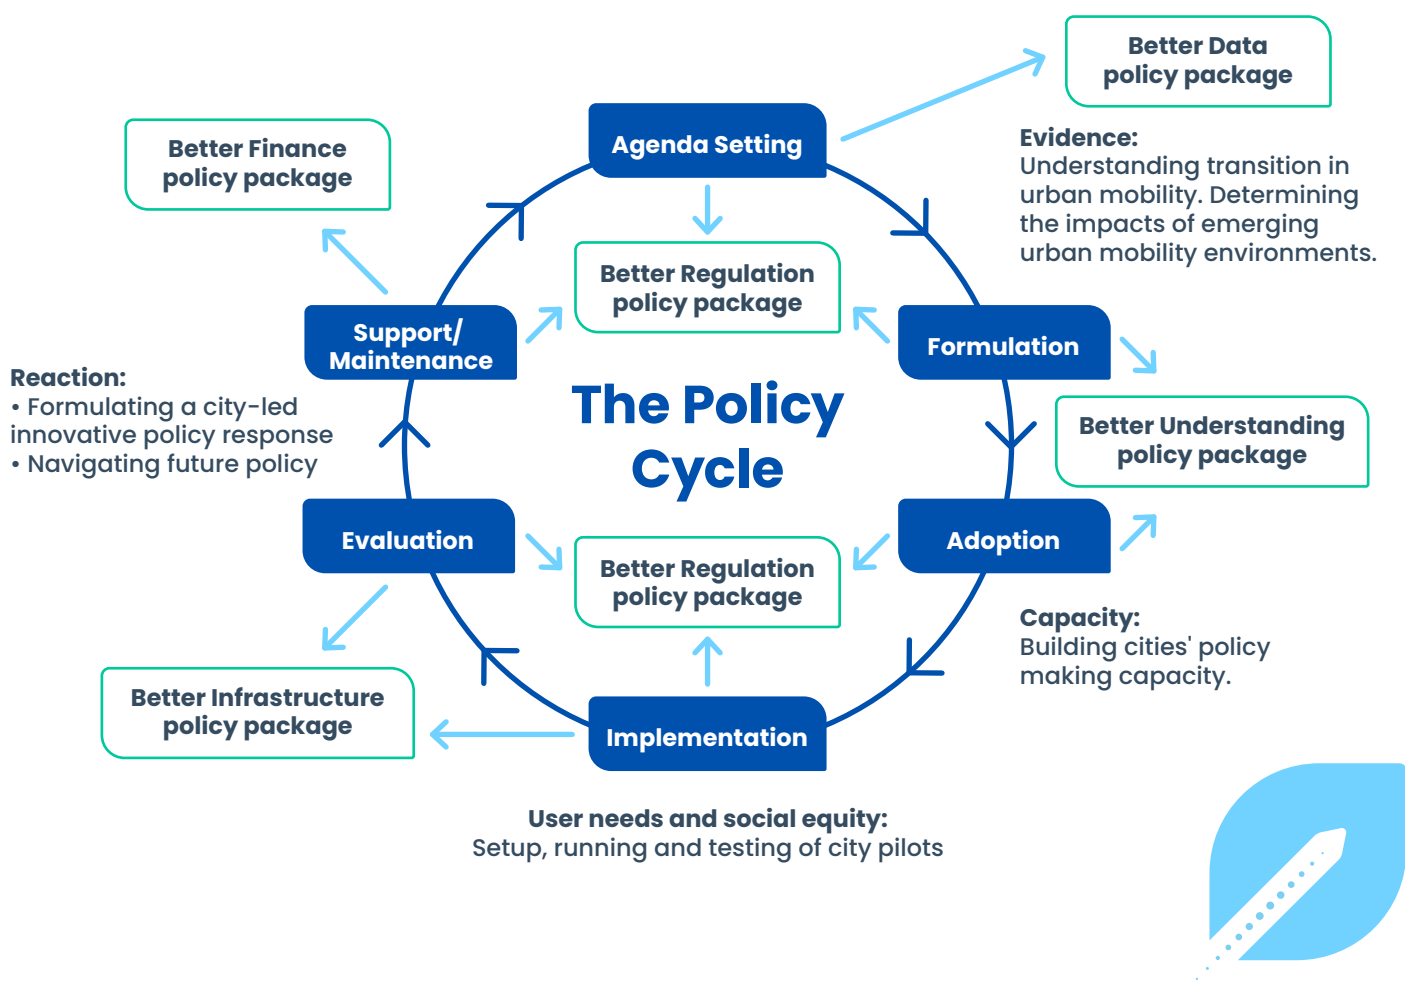 Better Data
policy package
Agenda Setting
Evidence:
Understanding transition in
urban mobility. Determining
the impacts of emerging
urban mobility environments.
Better Finance
policy package
Better Regulation
policy package
Support/
Maintenance
Formulation
Reaction:
• Formulating a city-led
innovative policy response
• Navigating future policy
The Policy
Cycle
Better Understanding
policy package
Evaluation
Better Regulation
policy package
Adoption
Capacity:
Building cities' policy
making capacity.
Better Infrastructure
policy package
Implementation
User needs and social equity:
Setup, running and testing of city pilots